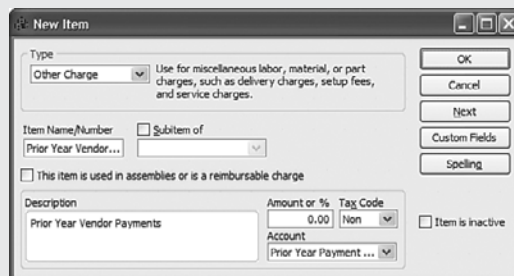 New Item
Type
Other Charge
Use for miscellaneous labor, material, or part
charges, such as delivery charges, setup fees,
and service charges.
OK
Cancel
Next
Custom Fields
Spelling
Item Name/Number
Subitem of
Prior Year Vendor...
This item is used in assemblies or is a reimbursable charge
Description
Amount or %
Tax Code
Prior Year Vendor Payments
0.00
Non
Item is inactive
Account
Prior Year Payment ...